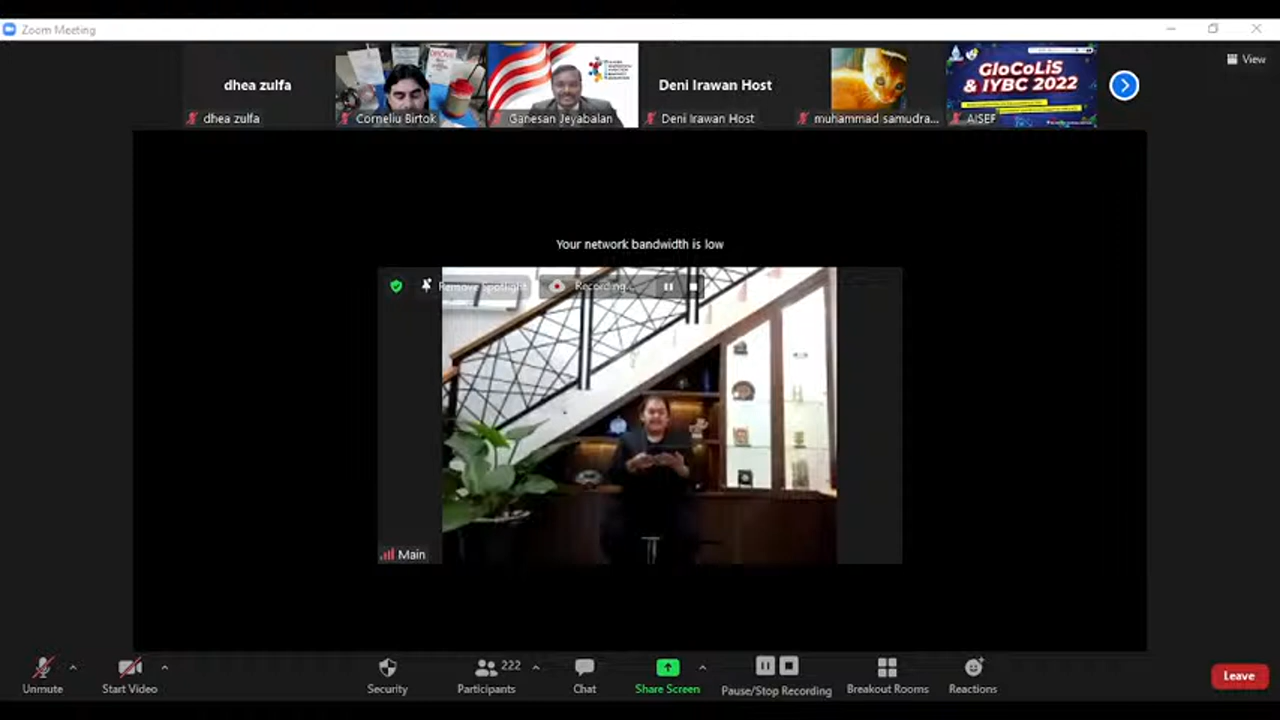 Zoom Meeting
View
dhea zulfa
dhea zulfa
Corneliu Birtok
Ganesan Jeyabalan
Deni Irawan Host
Deni Irawan Host
muhammad samudra...
GloCoLiS
& IYBC 2022
AISEF
Your network bandwidth is low
Remove Spotlight
Recording...
Main
Unmute
Start Video
Security
Participants
222
Chat
Share Screen
Pause/Stop Recording
Breakout Rooms
Reactions
Leave